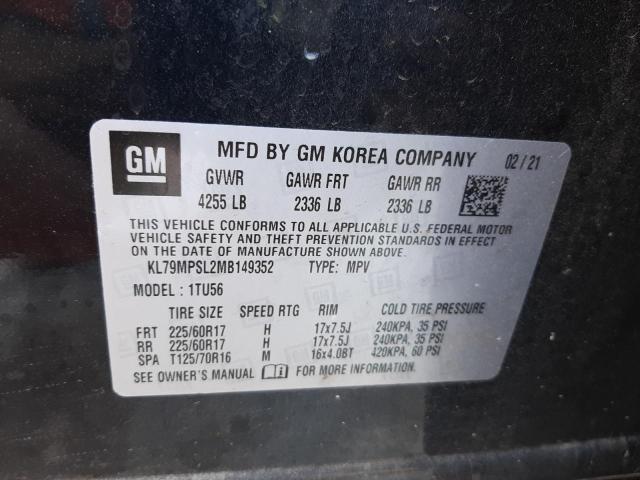 GM MFD BY GM KOREA COMPANY 02/21
GVWR GAWR FRT GAWR RR
4255 LB 2336 LB 2336 LB
THIS VEHICLE CONFORMS TO ALL APPLICABLE U.S. FEDERAL MOTOR
VEHICLE SAFETY AND THEFT PREVENTION STANDARDS IN EFFECT
ON THE DATE OF MANUFACTURE SHOWN ABOVE.
KL79MPSL2MB149352 TYPE: MPV
MODEL : 1TU56
TIRE SIZE SPEED RTG RIM COLD TIRE PRESSURE
FRT 225/60R17 H 17x7.5J 240KPA, 35 PSI
RR 225/60R17 H 17x7.5J 240KPA, 35 PSI
SPA T125/70R16 M 16x4.0BT 420KPA, 60 PSI
SEE OWNER'S MANUAL FOR MORE INFORMATION.